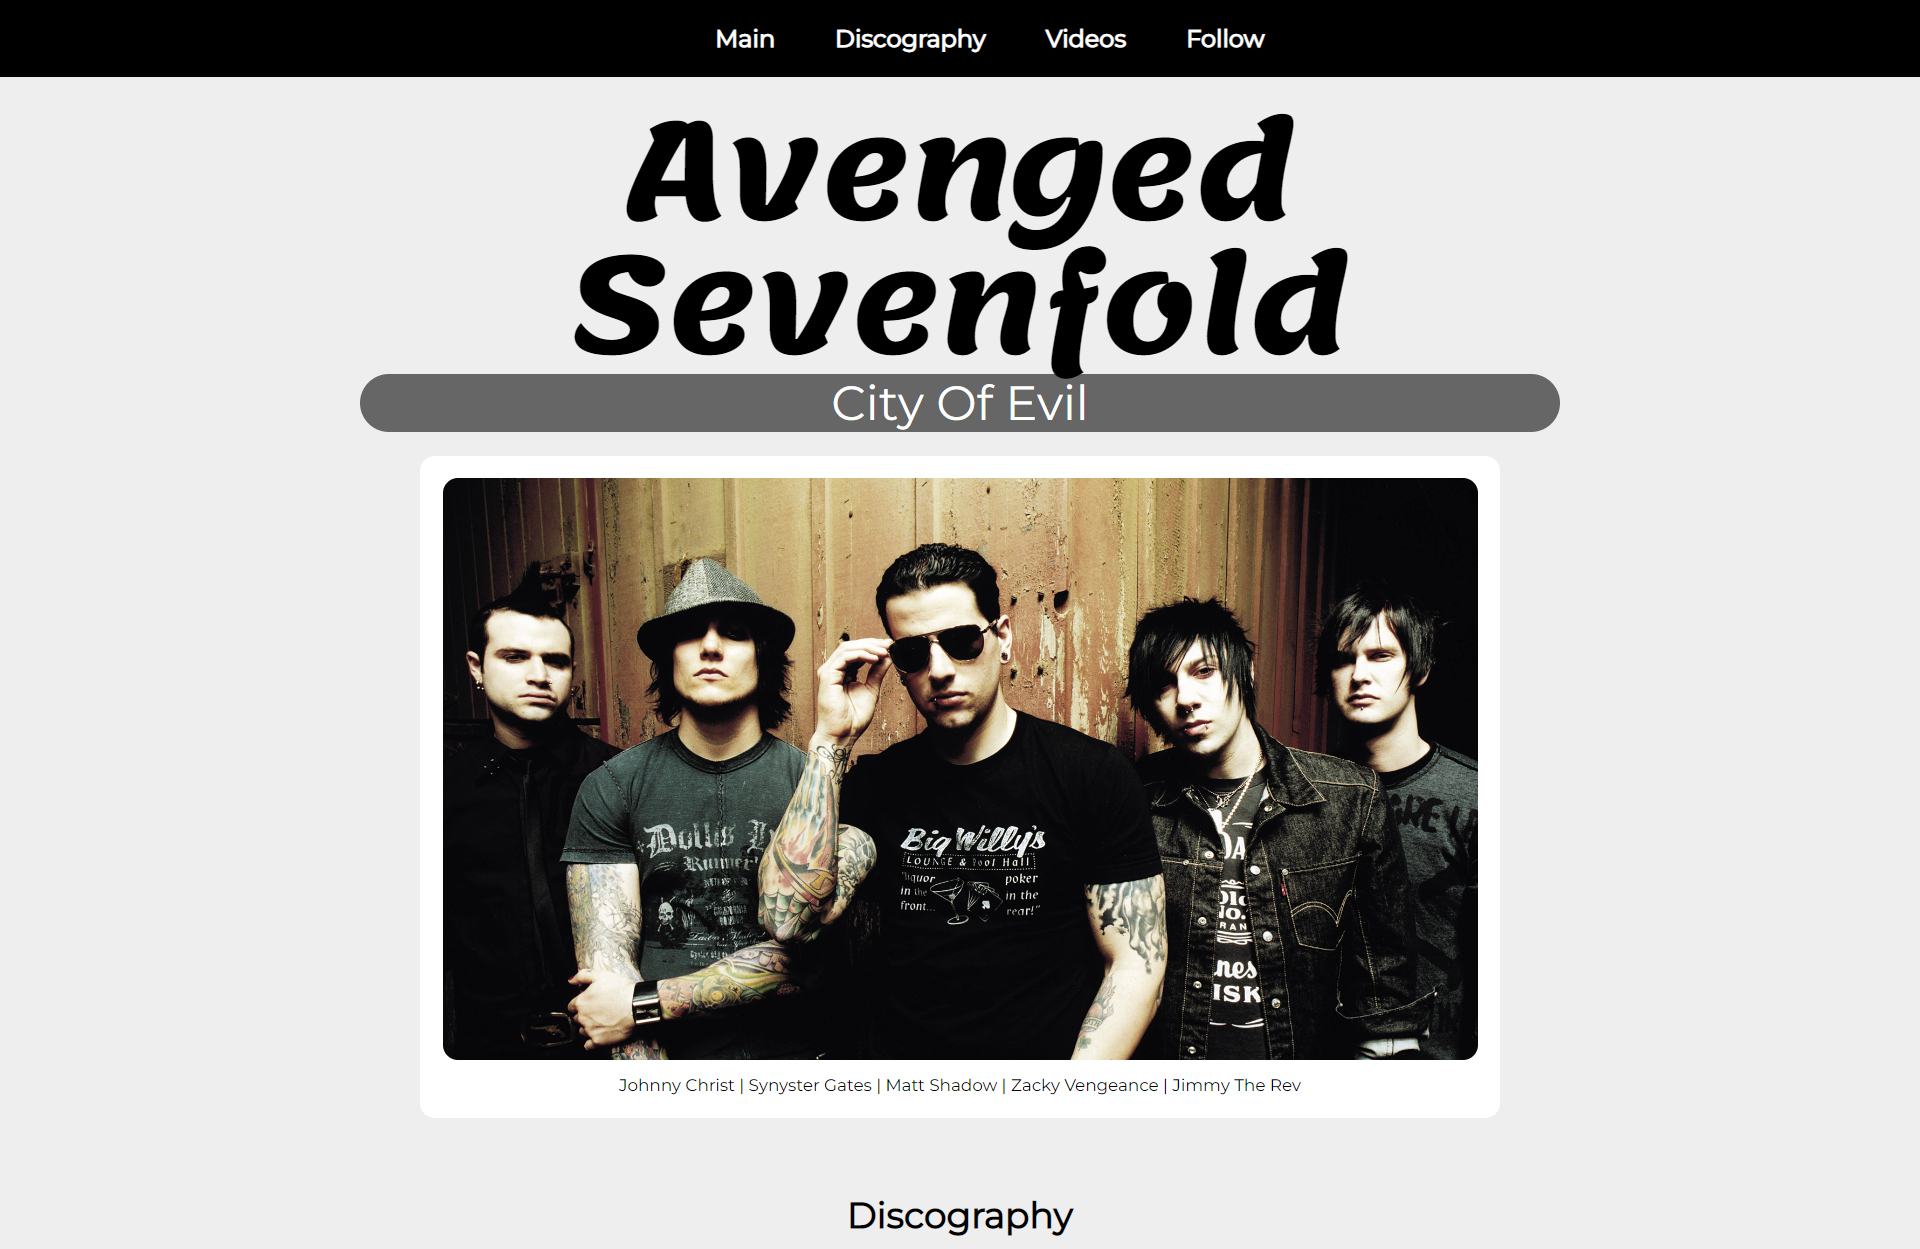 Main Discography Videos Follow
Avenged
Sevenfold
City Of Evil
Big Willy's
LOUNGE & Pool Hall
"liquor poker
in the in the
front... rear!"
Johnny Christ | Synyster Gates | Matt Shadow | Zacky Vengeance | Jimmy The Rev
Discography